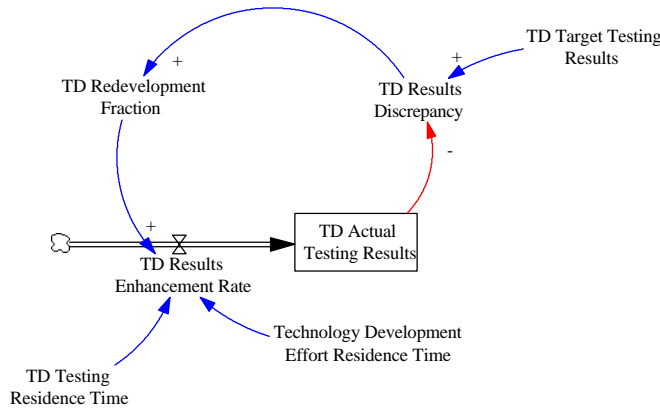 TD Target Testing
Results
+
+
TD Redevelopment
Fraction
TD Results
Discrepancy
-
+
TD Actual
Testing Results
TD Results
Enhancement Rate
Technology Development
Effort Residence Time
TD Testing
Residence Time